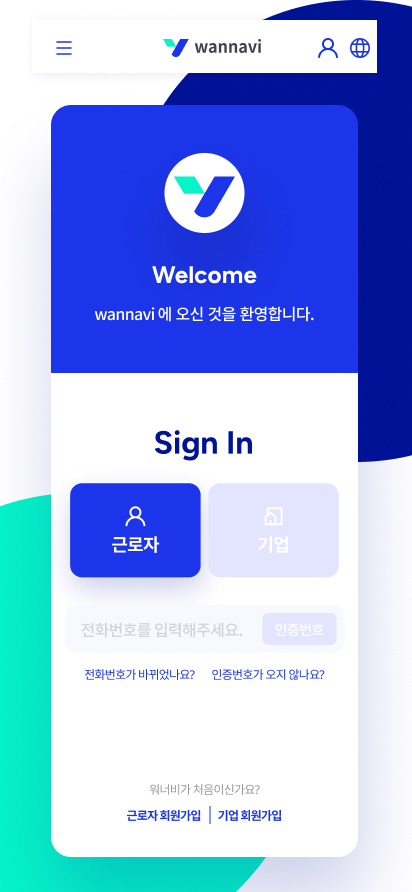 wannavi
Welcome
wannavi 에 오신 것을 환영합니다.
Sign In
근로자 기업
전화번호를 입력해주세요. 인증번호
전화번호가 바뀌었나요? 인증번호가 오지 않나요?
워너비가 처음이신가요?
근로자 회원가입 기업 회원가입